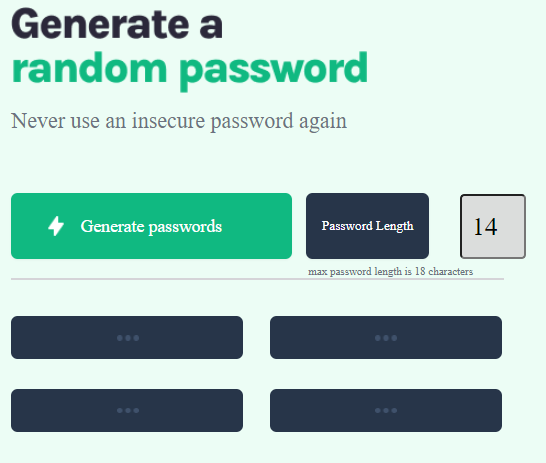 Generate a
random password
Never use an insecure password again
Generate passwords
Password Length
14
max password length is 18 characters
•••
•••
•••
•••